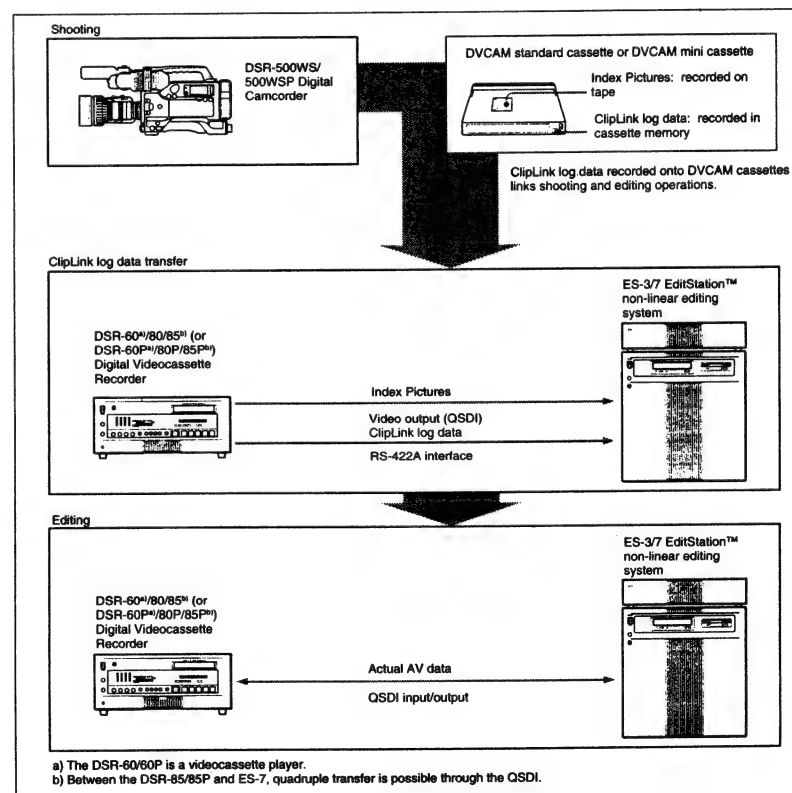 Shooting
DSR-500WS/
500WSP Digital
Camcorder
DVCAM standard cassette or DVCAM mini cassette
Index Pictures: recorded on
tape
ClipLink log data: recorded in
cassette memory
ClipLink log.data recorded onto DVCAM cassettes
links shooting and editing operations.
ClipLink log data transfer
DSR-60a)/80/85b) (or
DSR-60Pa)/80P/85Pb))
Digital Videocassette
Recorder
Index Pictures
Video output (QSDI)
ClipLink log data
RS-422A interface
ES-3/7 EditStation™
non-linear editing
system
Editing
DSR-60a)/80/85b) (or
DSR-60Pa)/80P/85Pb))
Digital Videocassette
Recorder
Actual AV data
QSDI input/output
ES-3/7 EditStation™
non-linear editing
system
a) The DSR-60/60P is a videocassette player.
b) Between the DSR-85/85P and ES-7, quadruple transfer is possible through the QSDI.